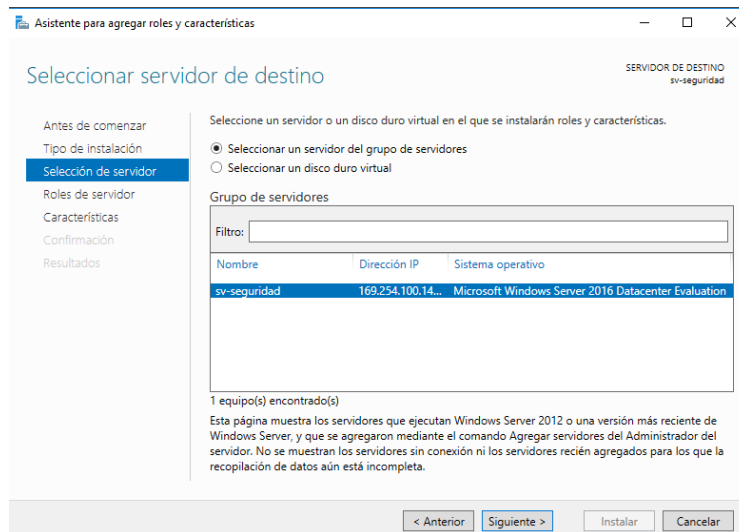 Asistente para agregar roles y características
Seleccionar servidor de destino
SERVIDOR DE DESTINO
sv-seguridad
Antes de comenzar
Tipo de instalación
Selección de servidor
Roles de servidor
Características
Confirmación
Resultados
Seleccione un servidor o un disco duro virtual en el que se instalarán roles y características.
Seleccionar un servidor del grupo de servidores
Seleccionar un disco duro virtual
Grupo de servidores
Filtro:
Nombre Dirección IP Sistema operativo
sv-seguridad 169.254.100.14... Microsoft Windows Server 2016 Datacenter Evaluation
1 equipo(s) encontrado(s)
Esta página muestra los servidores que ejecutan Windows Server 2012 o una versión más reciente de
Windows Server, y que se agregaron mediante el comando Agregar servidores del Administrador del
servidor. No se muestran los servidores sin conexión ni los servidores recién agregados para los que la
recopilación de datos aún está incompleta.
< Anterior Siguiente > Instalar Cancelar